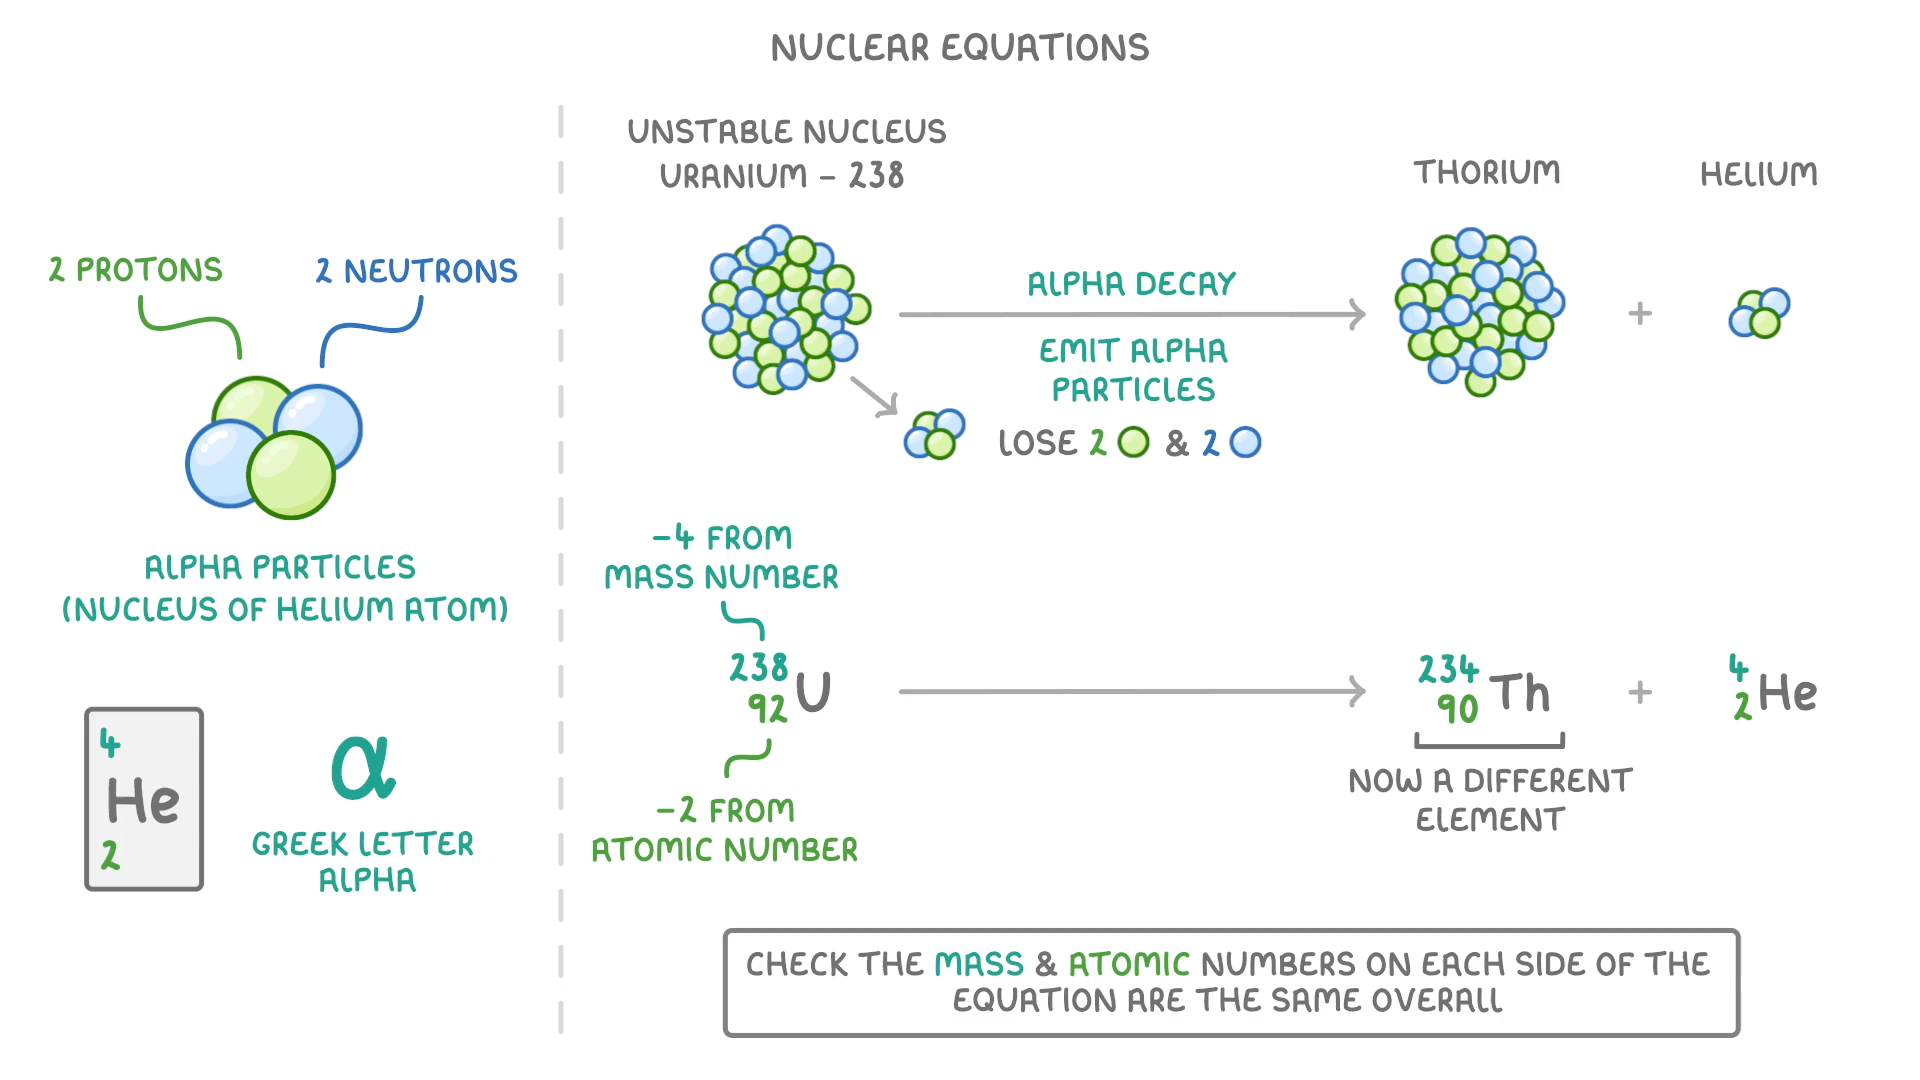 NUCLEAR EQUATIONS
2 PROTONS
2 NEUTRONS
ALPHA PARTICLES
(NUCLEUS OF HELIUM ATOM)
4
He
2
α
GREEK LETTER
ALPHA
UNSTABLE NUCLEUS
URANIUM – 238
ALPHA DECAY
EMIT ALPHA
PARTICLES
LOSE 2 & 2
THORIUM
+
HELIUM
–4 FROM
MASS NUMBER
238
92 U
–2 FROM
ATOMIC NUMBER
234
90 Th
+
4
2 He
NOW A DIFFERENT
ELEMENT
CHECK THE MASS & ATOMIC NUMBERS ON EACH SIDE OF THE
EQUATION ARE THE SAME OVERALL